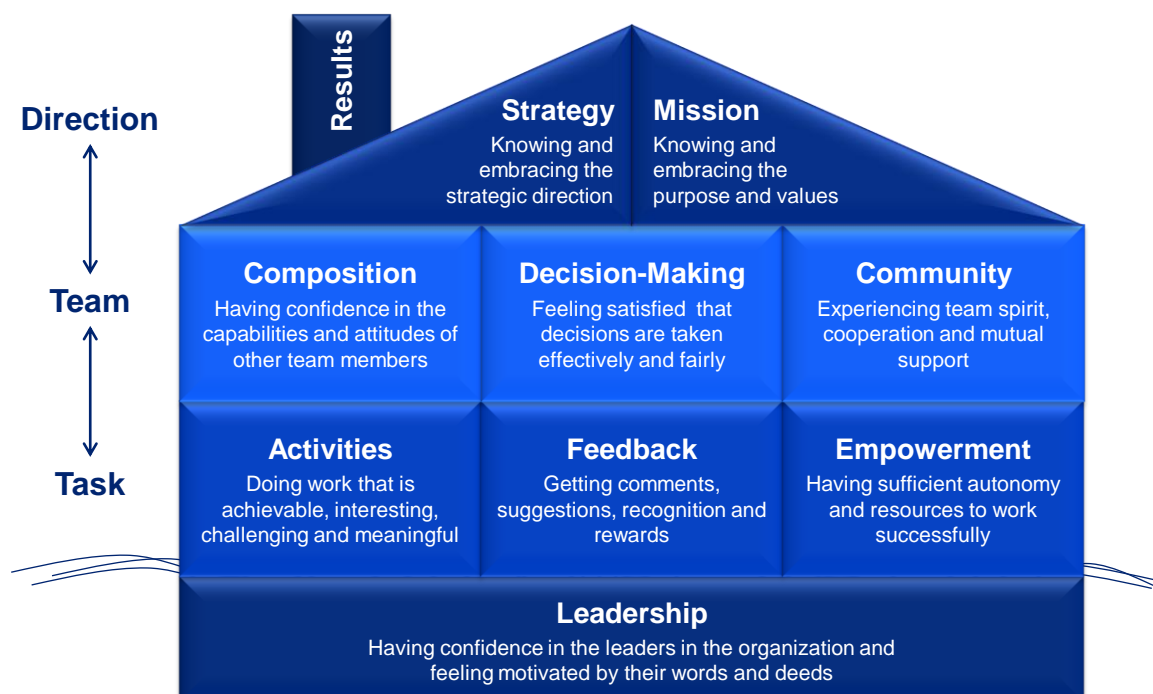 Results
Direction
Team
Task
Strategy
Knowing and
embracing the
strategic direction
Mission
Knowing and
embracing the
purpose and values
Composition
Having confidence in the
capabilities and attitudes of
other team members
Decision-Making
Feeling satisfied that
decisions are taken
effectively and fairly
Community
Experiencing team spirit,
cooperation and mutual
support
Activities
Doing work that is
achievable, interesting,
challenging and meaningful
Feedback
Getting comments,
suggestions, recognition and
rewards
Empowerment
Having sufficient autonomy
and resources to work
successfully
Leadership
Having confidence in the leaders in the organization and
feeling motivated by their words and deeds